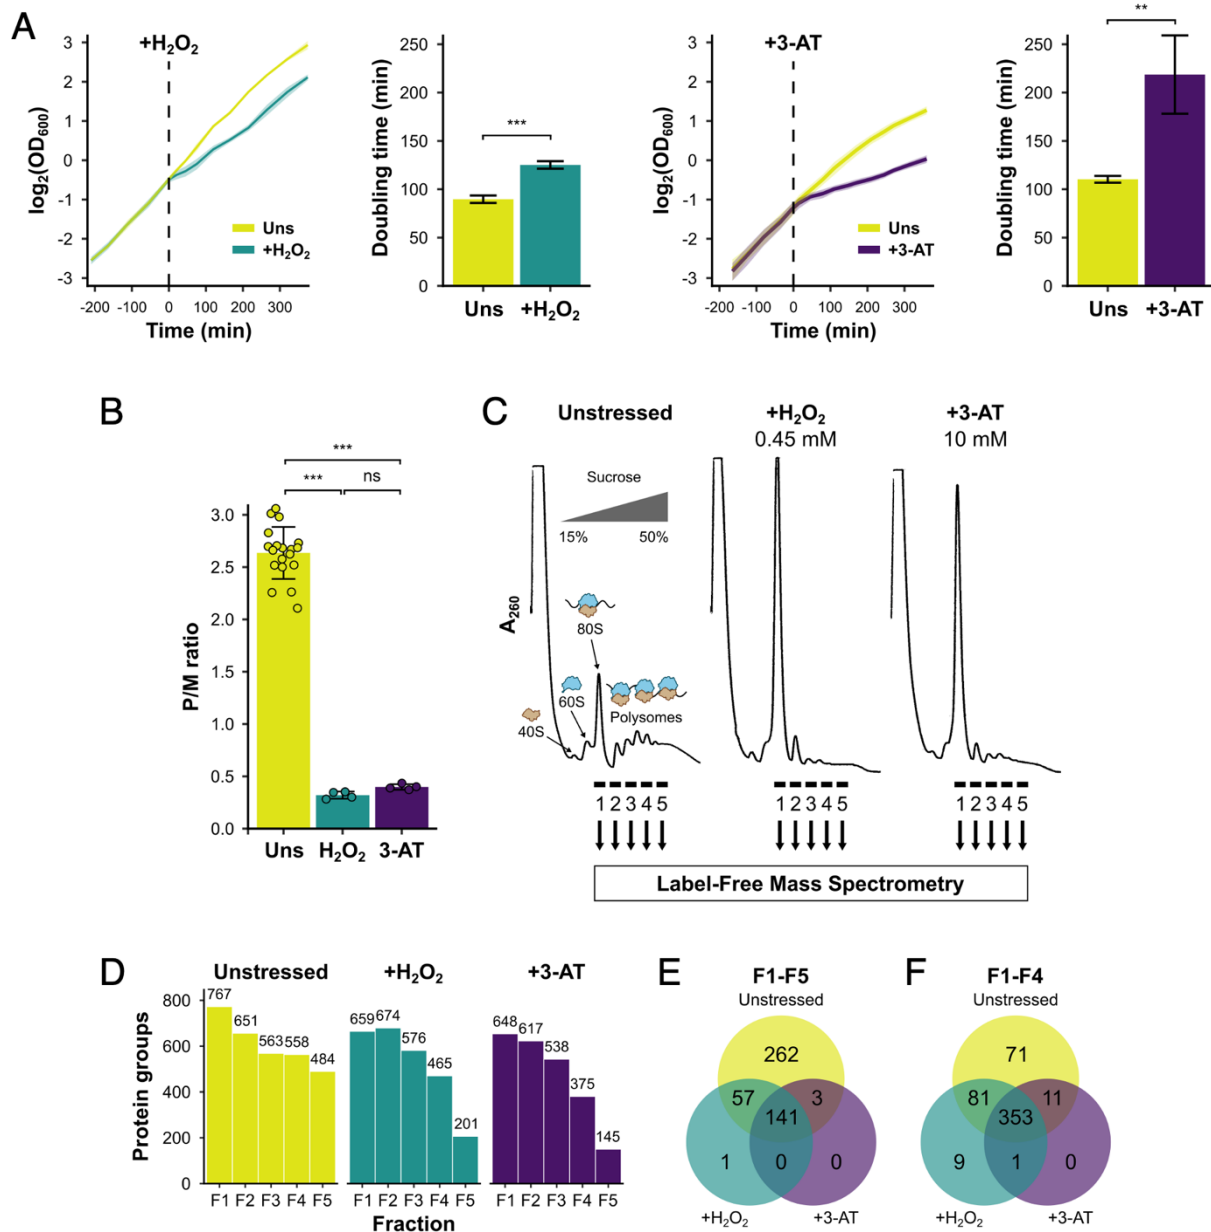 A
+H₂O₂
log₂(OD₆₀₀)
3
2
1
0
-1
-2
-3
Uns
+H₂O₂
-200 -100 0 100 200 300
Time (min)
Doubling time (min)
250
200
150
100
50
0
***
Uns +H₂O₂
+3-AT
log₂(OD₆₀₀)
3
2
1
0
-1
-2
-3
Uns
+3-AT
-200 -100 0 100 200 300
Time (min)
Doubling time (min)
250
200
150
100
50
0
**
Uns +3-AT
B
***
*** ns
P/M ratio
3.0
2.5
2.0
1.5
1.0
0.5
0.0
Uns H₂O₂ 3-AT
C
Unstressed
+H₂O₂
0.45 mM
+3-AT
10 mM
A₂₆₀
Sucrose
15% 50%
80S
60S
40S
Polysomes
1 2 3 4 5
1 2 3 4 5
1 2 3 4 5
Label-Free Mass Spectrometry
D
Unstressed +H₂O₂ +3-AT
Protein groups
800
600
400
200
0
767
651
563
558
484
659
674
576
465
201
648
617
538
375
145
F1 F2 F3 F4 F5
F1 F2 F3 F4 F5
F1 F2 F3 F4 F5
Fraction
E
F1-F5
Unstressed
262
57 3
141
1 0 0
+H₂O₂ +3-AT
F
F1-F4
Unstressed
71
81 11
353
9 1 0
+H₂O₂ +3-AT